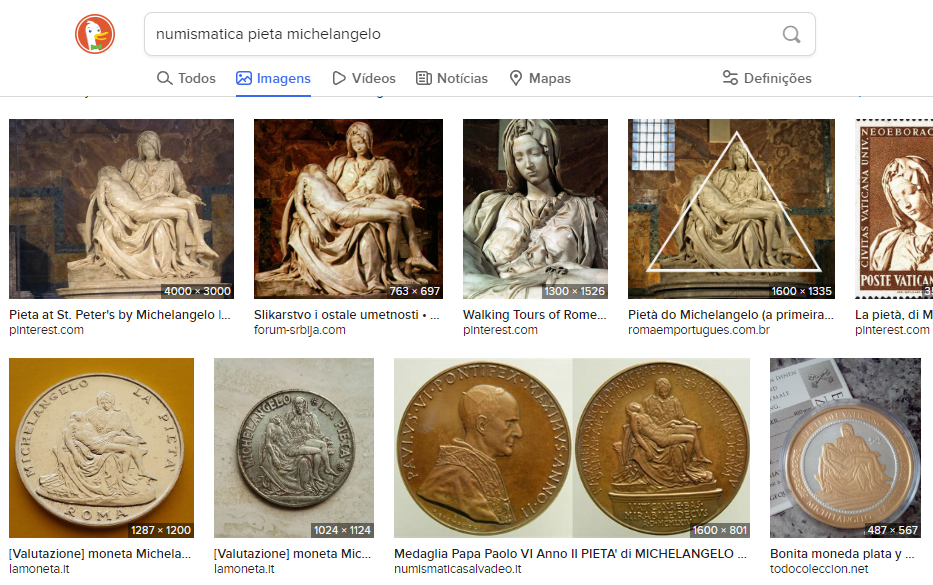 numismatica pieta michelangelo
Todos
Imagens
Vídeos
Notícias
Mapas
Definições
NEOEBORAC
CIVITAS VATICANA UNIV.
POSTE VATICAN
4000 × 3000
763 × 697
1300 × 1526
1600 × 1335
Pieta at St. Peter's by Michelangelo |...
Slikarstvo i ostale umetnosti • ...
Walking Tours of Rome...
Pietà do Michelangelo (a primeira...
La pietà, di M
pinterest.com
forum-srbija.com
pinterest.com
romaemportugues.com.br
pinterest.com
MICHELANGELO LA PIETA
ROMA
MICHELANGELO * LA PIETA
PAVLVS·VI·PONTIFEX·MAXIMVS·ANNO II
1287 × 1200
1024 × 1124
1600 × 801
487 × 567
[Valutazione] moneta Michela...
[Valutazione] moneta Mic...
Medaglia Papa Paolo VI Anno II PIETA' di MICHELANGELO ...
Bonita moneda plata y ...
lamoneta.it
lamoneta.it
numismaticasalvadeo.it
todocoleccion.net